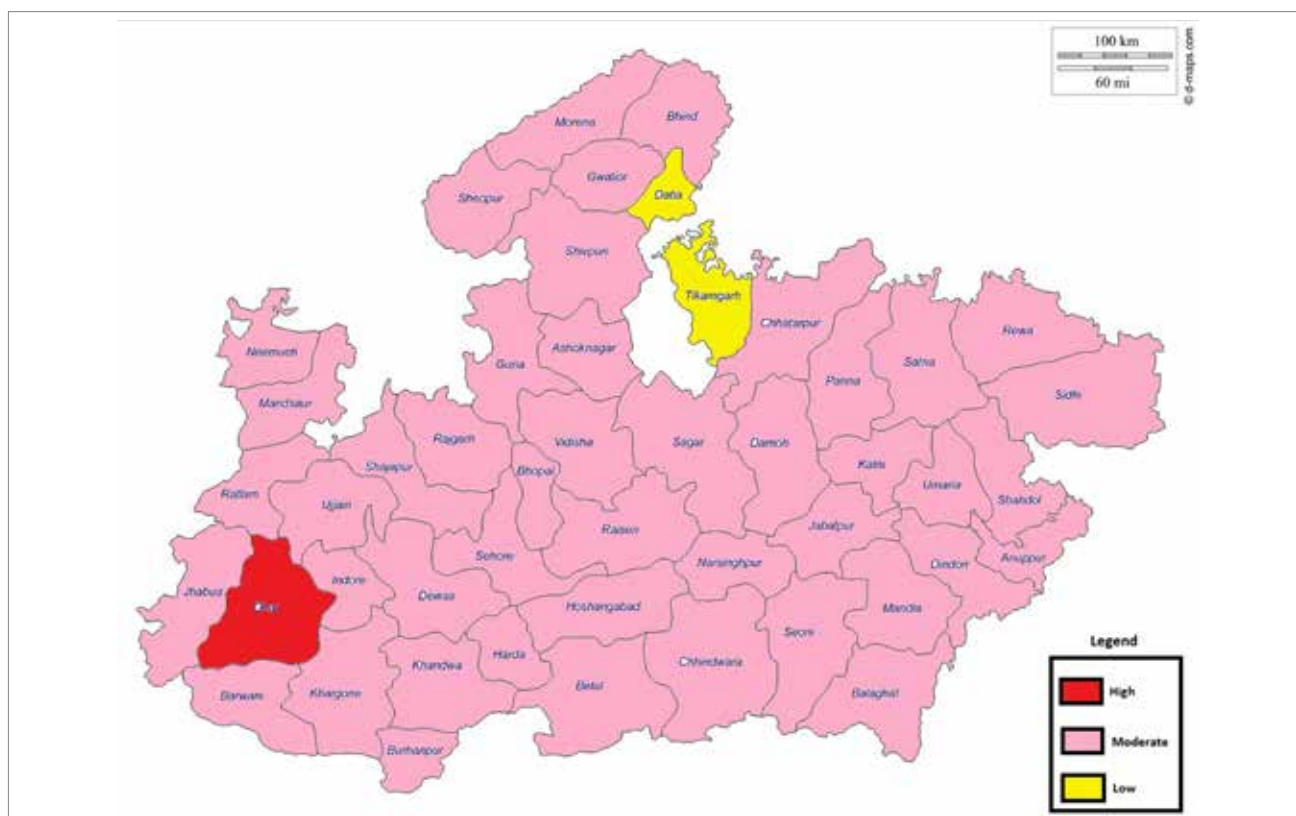 100 km
60 mi
© d-maps.com
Morena
Bhind
Gwalior
Datia
Sheopur
Shivpuri
Tikamgarh
Chhatarpur
Rewa
Neemuch
Ashoknagar
Guna
Panna
Satna
Sidhi
Mandsaur
Rajgarh
Vidisha
Sagar
Damoh
Shajapur
Bhopal
Katni
Umaria
Shahdol
Ratlam
Ujjain
Raisen
Jabalpur
Sehore
Narsinghpur
Dindori
Anuppur
Jhabua
Indore
Dewas
Hoshangabad
Mandla
Seoni
Khandwa
Harda
Chhindwara
Betul
Balaghat
Barwani
Khargone
Burhanpur
Legend
High
Moderate
Low